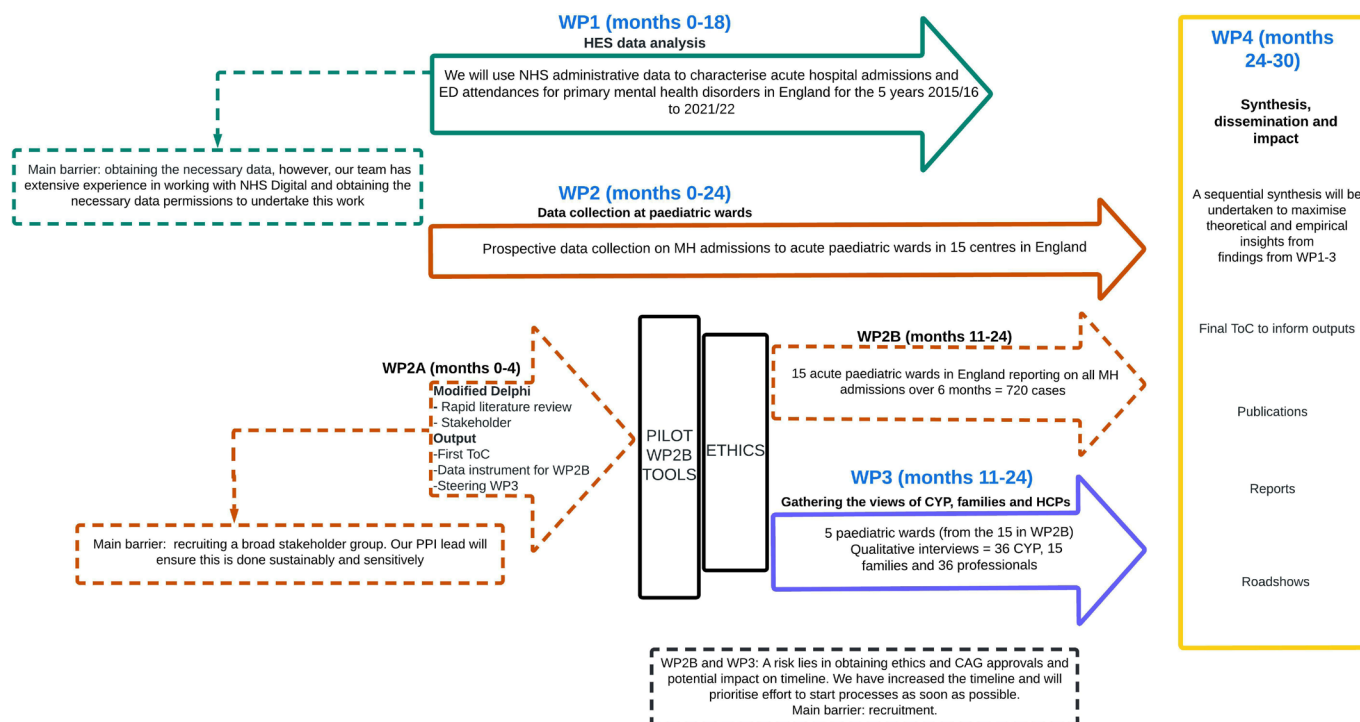 WP1 (months 0-18)
HES data analysis
We will use NHS administrative data to characterise acute hospital admissions and
ED attendances for primary mental health disorders in England for the 5 years 2015/16
to 2021/22
Main barrier: obtaining the necessary data, however, our team has
extensive experience in working with NHS Digital and obtaining the
necessary data permissions to undertake this work
WP2 (months 0-24)
Data collection at paediatric wards
Prospective data collection on MH admissions to acute paediatric wards in 15 centres in England
WP2A (months 0-4)
Modified Delphi
- Rapid literature review
- Stakeholder
Output
-First ToC
-Data instrument for WP2B
-Steering WP3
Main barrier:  recruiting a broad stakeholder group. Our PPI lead will
ensure this is done sustainably and sensitively
PILOT
WP2B
TOOLS
ETHICS
WP2B (months 11-24)
15 acute paediatric wards in England reporting on all MH
admissions over 6 months = 720 cases
WP3 (months 11-24)
Gathering the views of CYP, families and HCPs
5 paediatric wards (from the 15 in WP2B)
Qualitative interviews = 36 CYP, 15
families and 36 professionals
WP2B and WP3: A risk lies in obtaining ethics and CAG approvals and
potential impact on timeline. We have increased the timeline and will
prioritise effort to start processes as soon as possible.
Main barrier: recruitment.
WP4 (months
24-30)
Synthesis,
dissemination and
impact
A sequential synthesis will be
undertaken to maximise
theoretical and empirical
insights from
findings from WP1-3
Final ToC to inform outputs
Publications
Reports
Roadshows